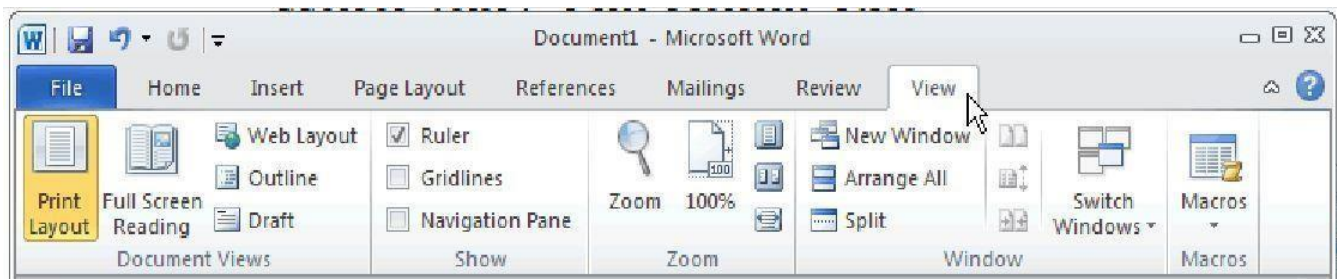 W Document1 - Microsoft Word
File Home Insert Page Layout References Mailings Review View ?
Print Layout
Full Screen Reading
Web Layout
Outline
Draft
Document Views
Ruler
Gridlines
Navigation Pane
Show
Zoom
100
100%
Zoom
New Window
Arrange All
Split
Switch Windows
Window
Macros
Macros